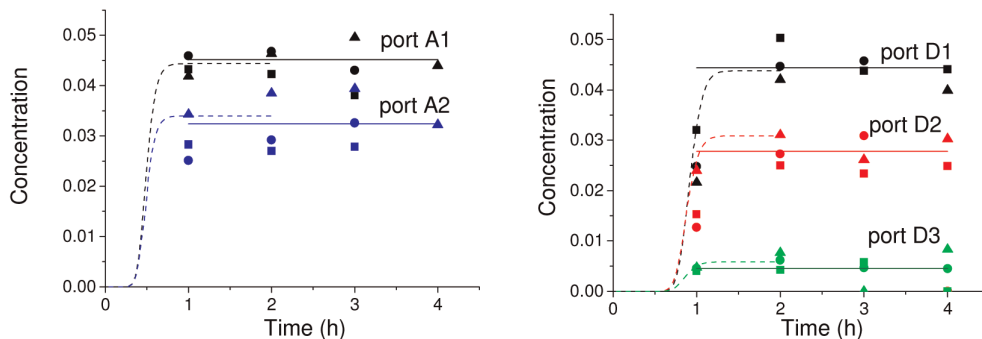 port A1
port A2
Concentration
0.05
0.04
0.03
0.02
0.01
0.00
0
1
2
3
4
Time (h)
port D1
port D2
port D3
Concentration
0.05
0.04
0.03
0.02
0.01
0.00
0
1
2
3
4
Time (h)